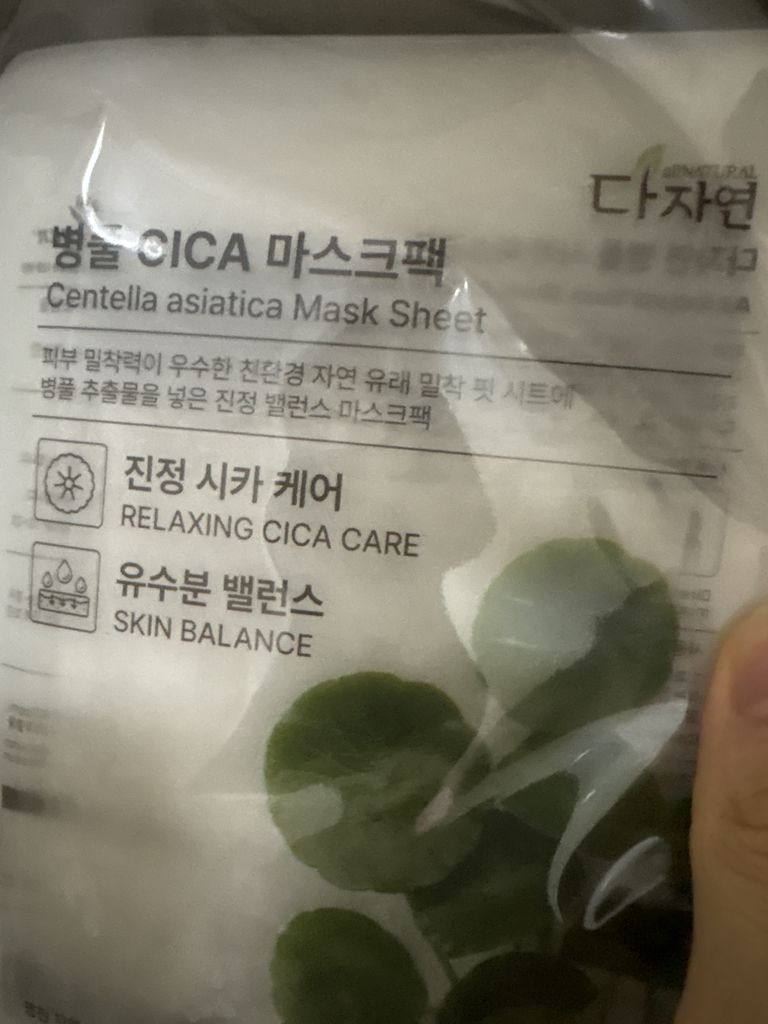 allNATURAL
다자연
병풀 CICA 마스크팩
Centella asiatica Mask Sheet
피부 밀착력이 우수한 친환경 자연 유래 밀착 핏 시트에
병풀 추출물을 넣은 진정 밸런스 마스크팩
진정 시카 케어
RELAXING CICA CARE
유수분 밸런스
SKIN BALANCE